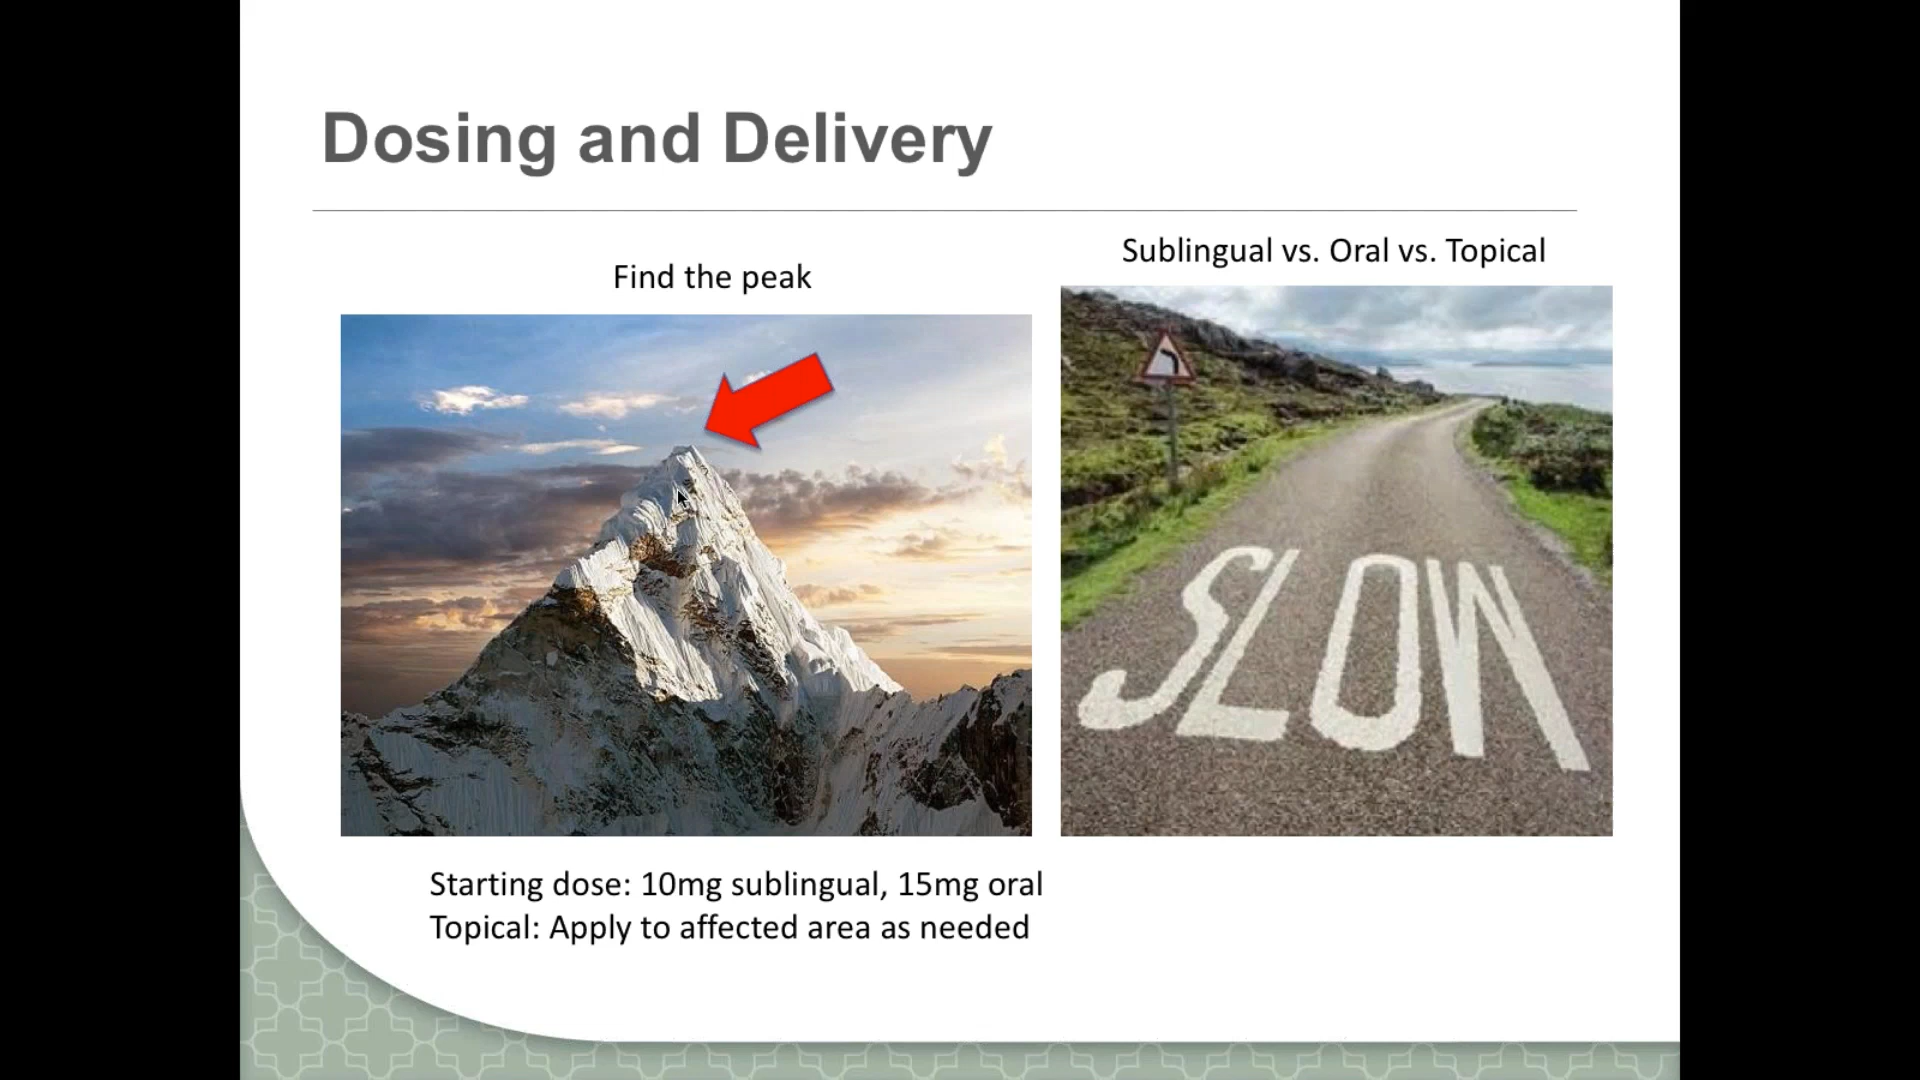 Dosing and Delivery
Find the peak
Sublingual vs. Oral vs. Topical
SLOW
Starting dose: 10mg sublingual, 15mg oral
Topical: Apply to affected area as needed